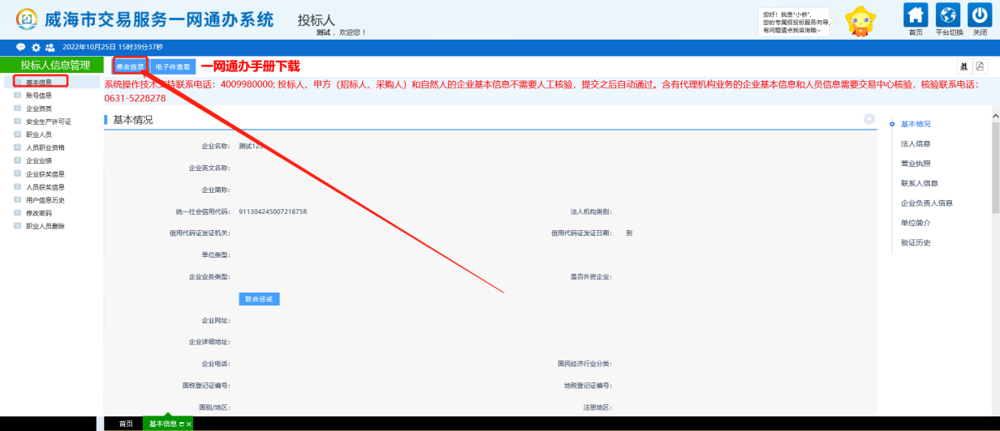 威海市交易服务一网通办系统
投标人
测试，欢迎您！
您好！我是"小桥"，
您的专属招投标服务向导，
有问题请点我咨询哦~
首页 平台切换 关闭
2022年10月25日 15时39分37秒
投标人信息管理
基本信息
账号信息
企业资质
安全生产许可证
职业人员
人员职业资格
企业业绩
企业获奖信息
人员获奖信息
用户信息历史
修改密码
职业人员删除
修改信息 电子件查看 一网通办手册下载
系统操作技术支持联系电话：4009980000; 投标人、甲方（招标人、采购人）和自然人的企业基本信息不需要人工核验，提交之后自动通过。含有代理机构业务的企业基本信息和人员信息需要交易中心核验，核验联系电话：
0631-5228278
基本情况
企业名称： 测试123
企业英文名称：
企业简称：
统一社会信用代码： 91130424500721875R 法人机构类别：
信用代码证发证机关： 信用代码证发证日期： 到
单位类型：
企业业务类型： 是否外资企业：
联合惩戒
企业网址：
企业详细地址：
企业电话： 国民经济行业分类：
国税登记证编号： 地税登记证编号：
国别/地区： 注册地区：
基本情况
法人信息
营业执照
联系人信息
企业负责人信息
单位简介
验证历史
首页 基本信息